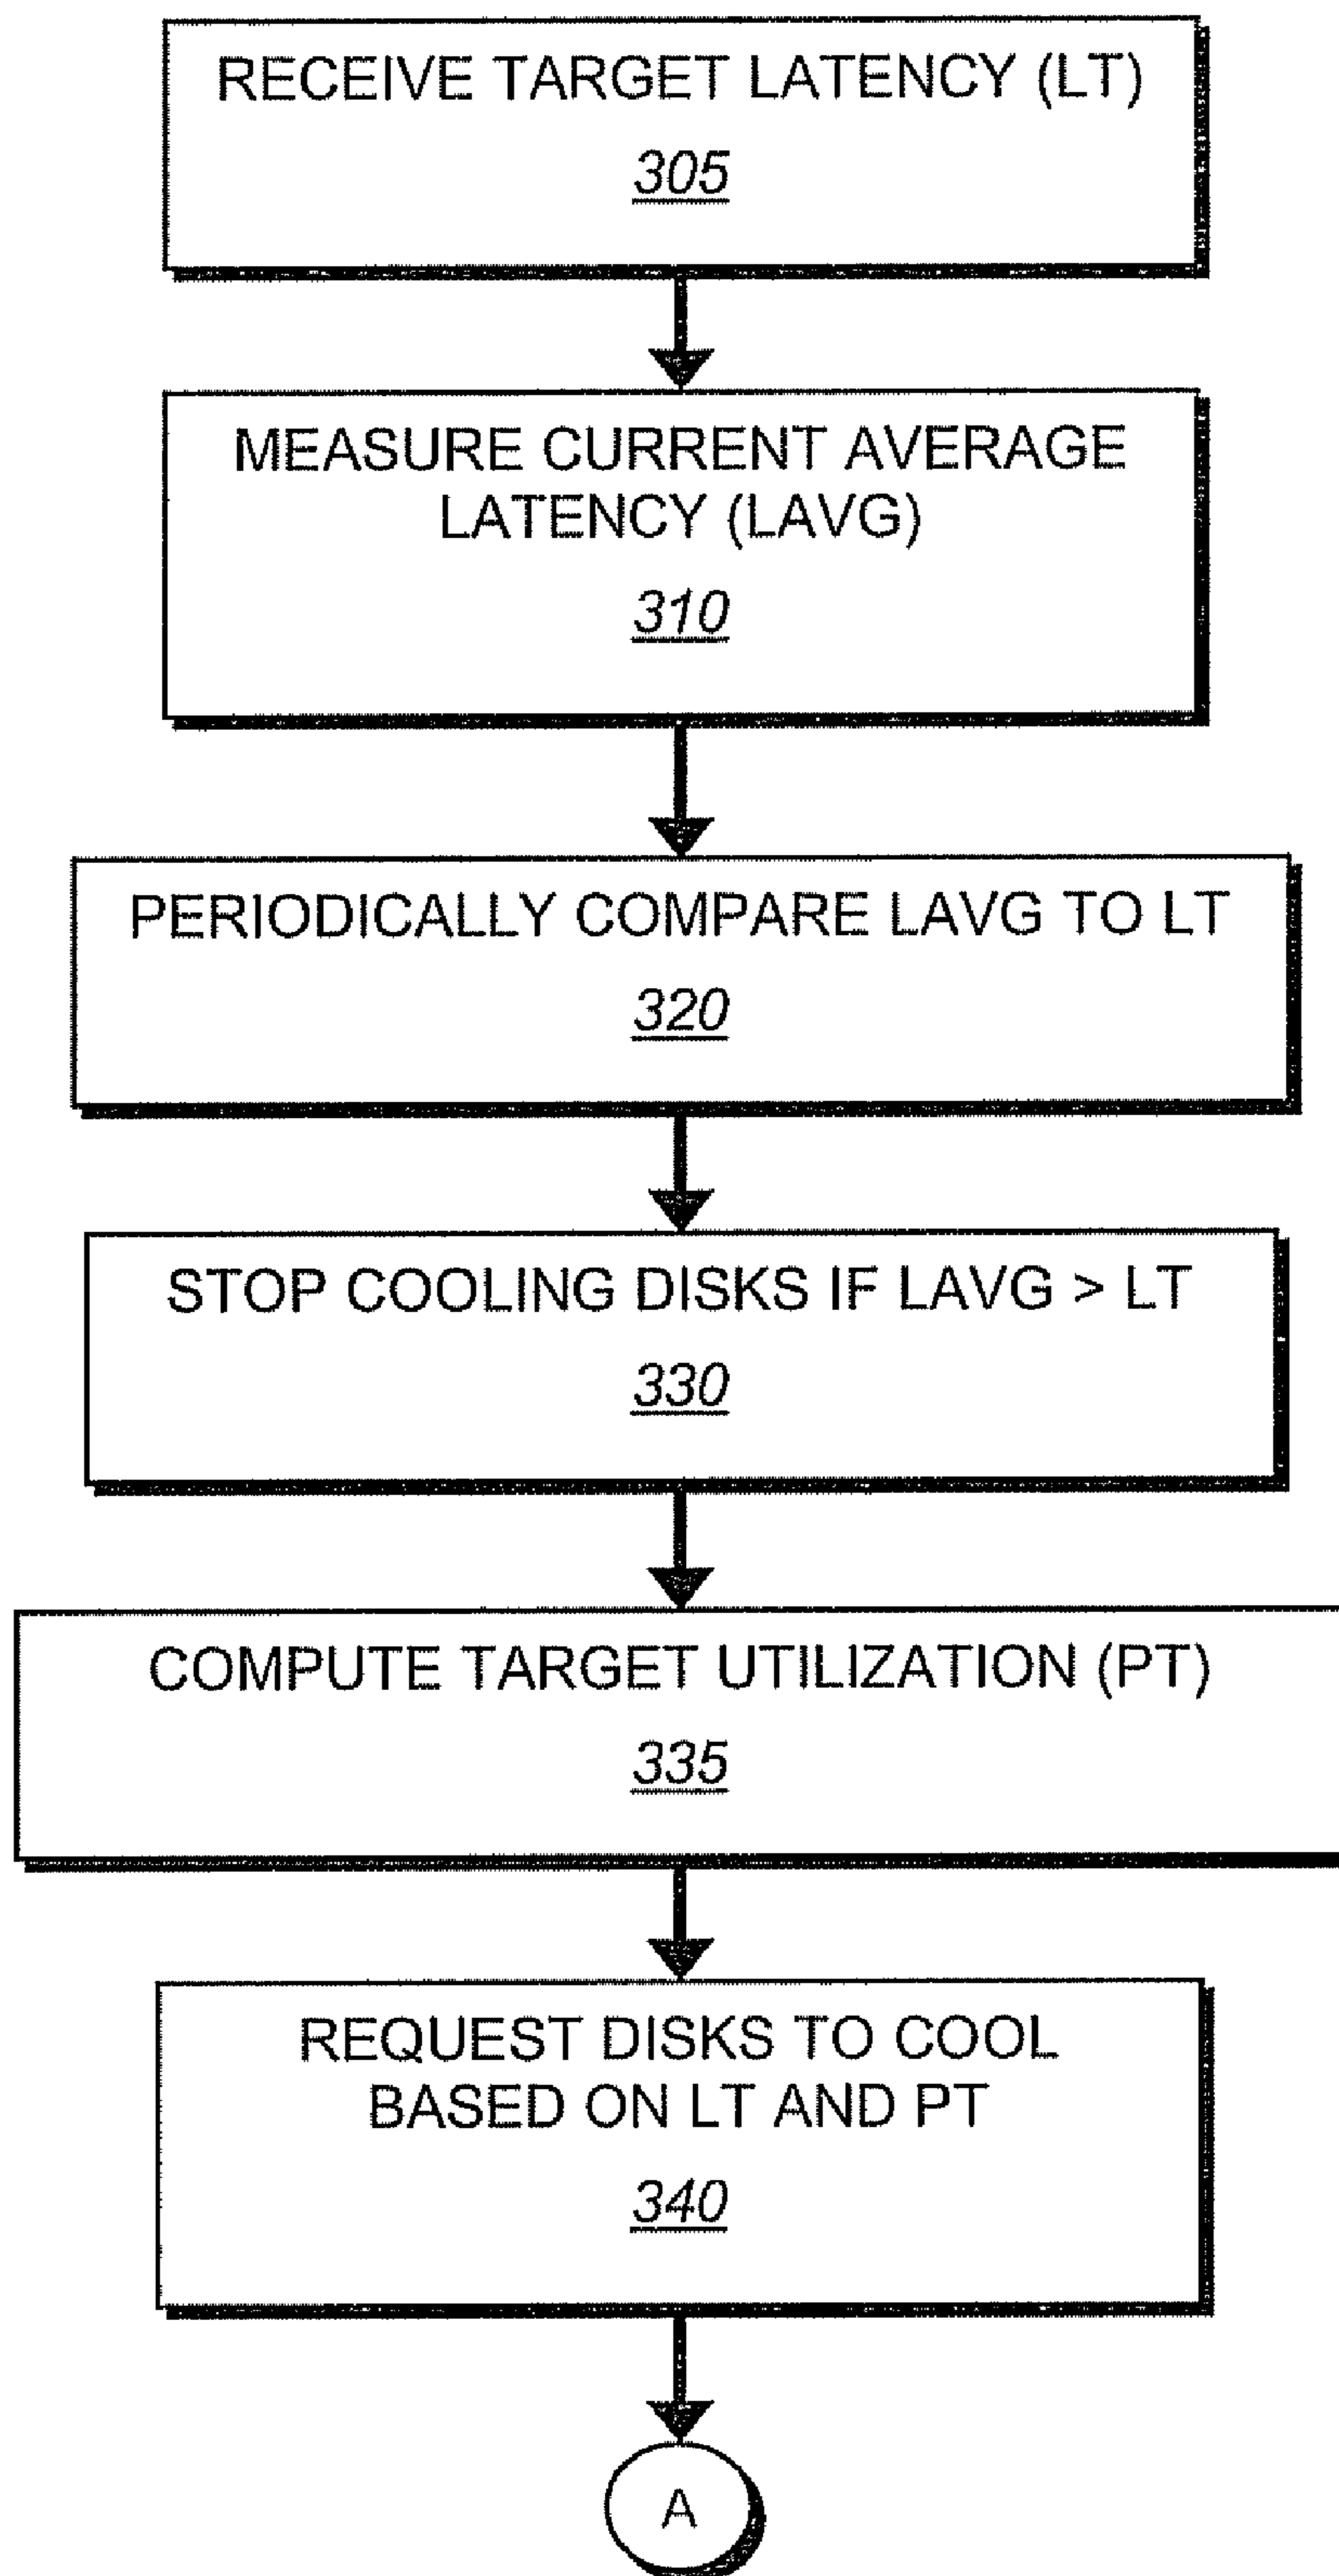 RECEIVE TARGET LATENCY (LT)
305
MEASURE CURRENT AVERAGE
LATENCY (LAVG)
310
PERIODICALLY COMPARE LAVG TO LT
320
STOP COOLING DISKS IF LAVG > LT
330
COMPUTE TARGET UTILIZATION (PT)
335
REQUEST DISKS TO COOL
BASED ON LT AND PT
340
A